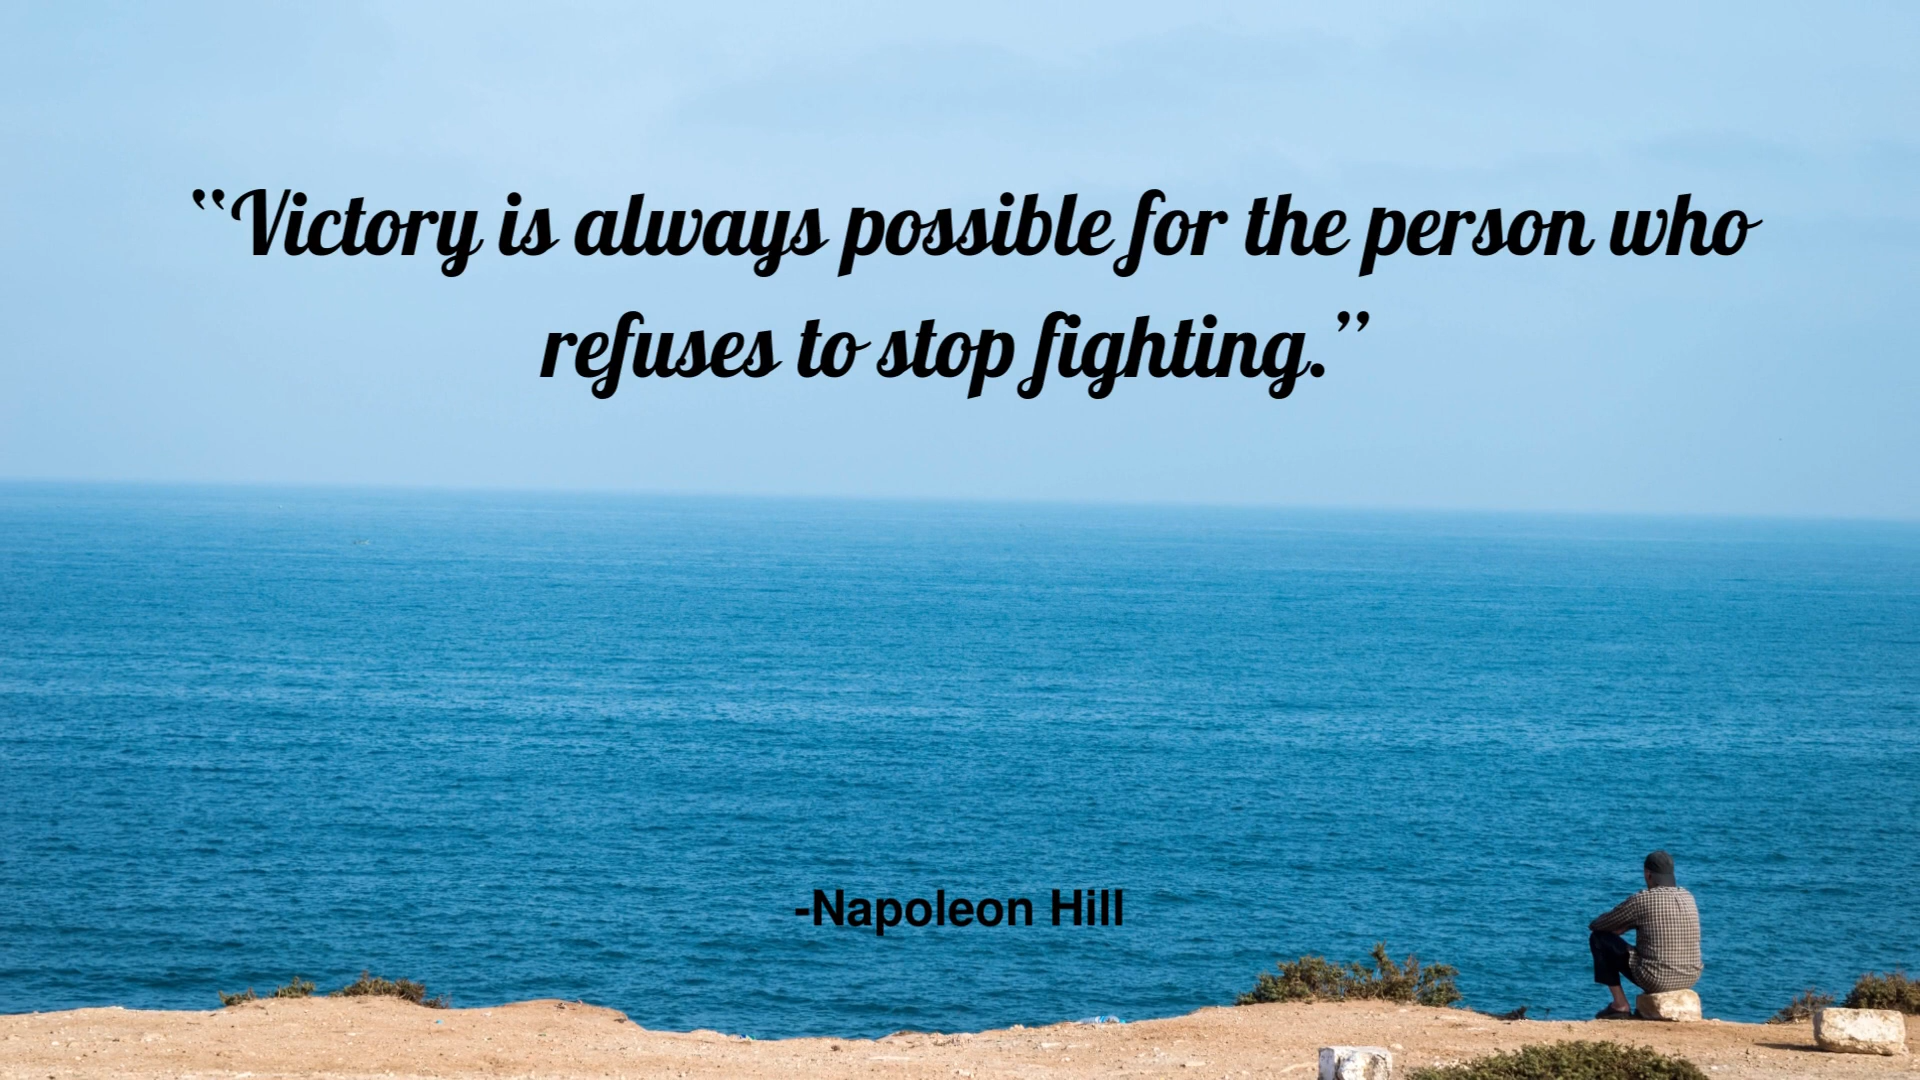 “Victory is always possible for the person who
refuses to stop fighting.”
-Napoleon Hill